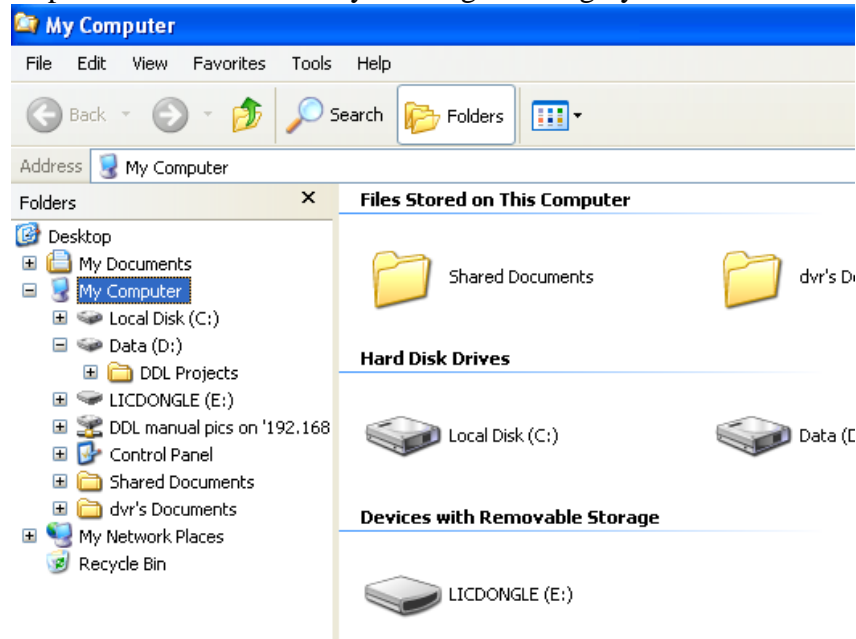 My Computer
File Edit View Favorites Tools Help
Back Search Folders
Address My Computer
Folders
Desktop
My Documents
My Computer
Local Disk (C:)
Data (D:)
DDL Projects
LICDONGLE (E:)
DDL manual pics on '192.168
Control Panel
Shared Documents
dvr's Documents
My Network Places
Recycle Bin
Files Stored on This Computer
Shared Documents dvr's
Hard Disk Drives
Local Disk (C:) Data
Devices with Removable Storage
LICDONGLE (E:)